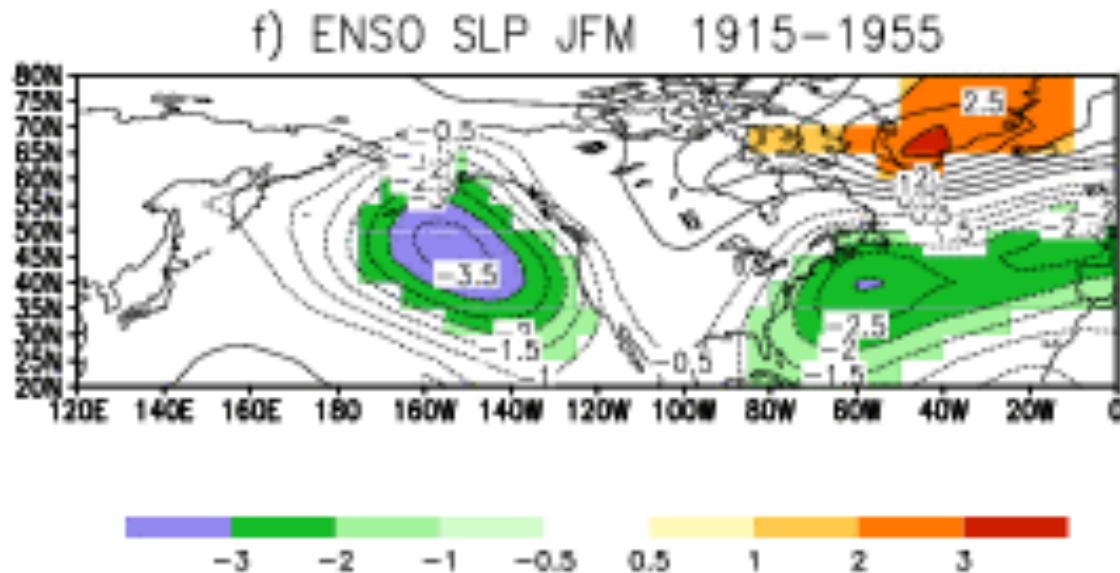 f) ENSO SLP JFM 1915-1955
80N
75N
70N
65N
60N
55N
50N
45N
40N
35N
30N
25N
20N
2.5
-0.5
-3.5
-1.5
-1
-0.5
-2.5
-2
-1.5
120E 140E 160E 180 160W 140W 120W 100W 80W 60W 40W 20W 0
-3 -2 -1 -0.5 0.5 1 2 3